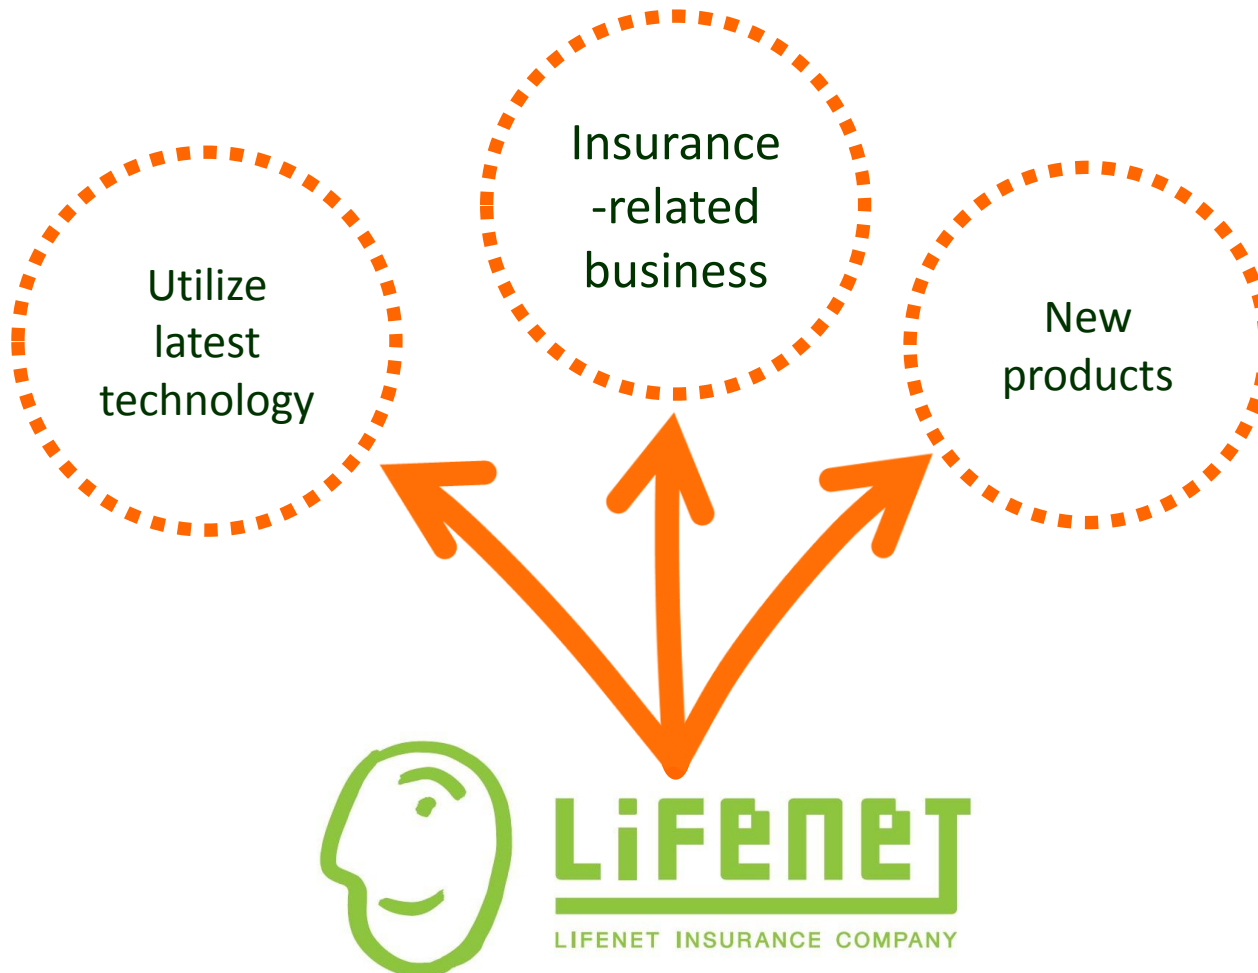 Insurance
-related
business
Utilize
latest
technology
New
products
LiFeneT
LIFENET INSURANCE COMPANY